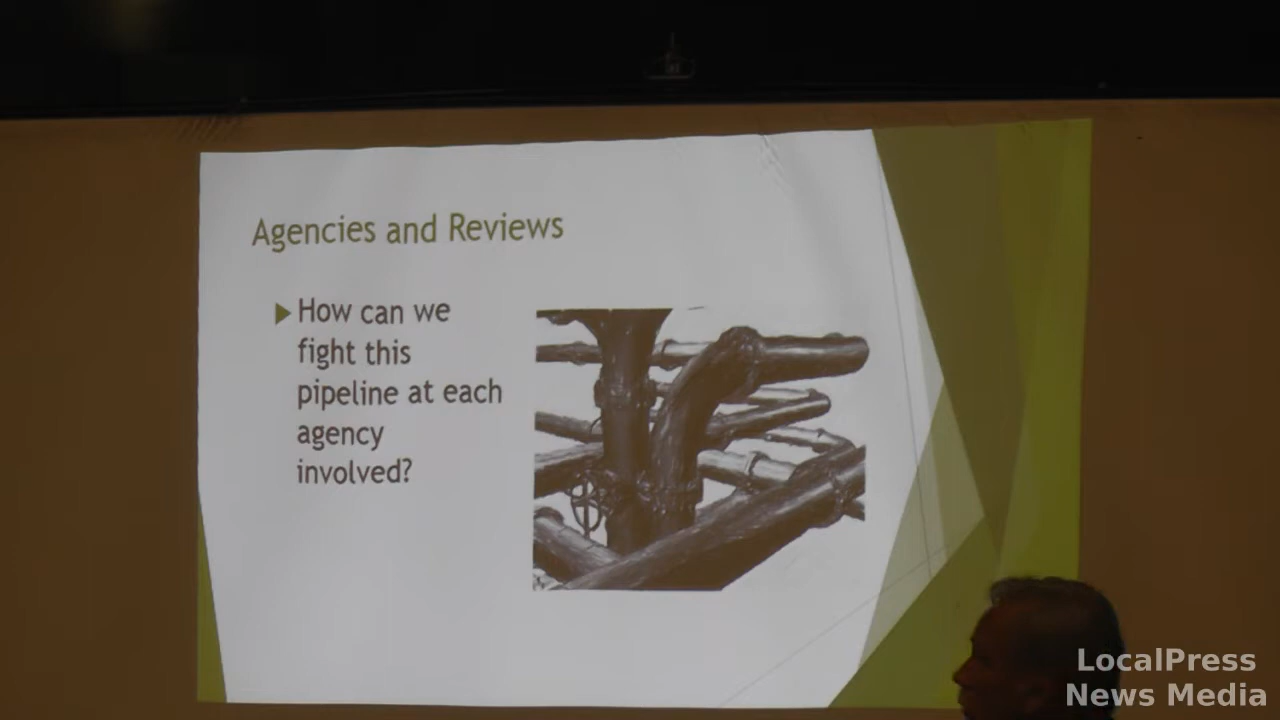 Agencies and Reviews
How can we
fight this
pipeline at each
agency
involved?
LocalPress
News Media